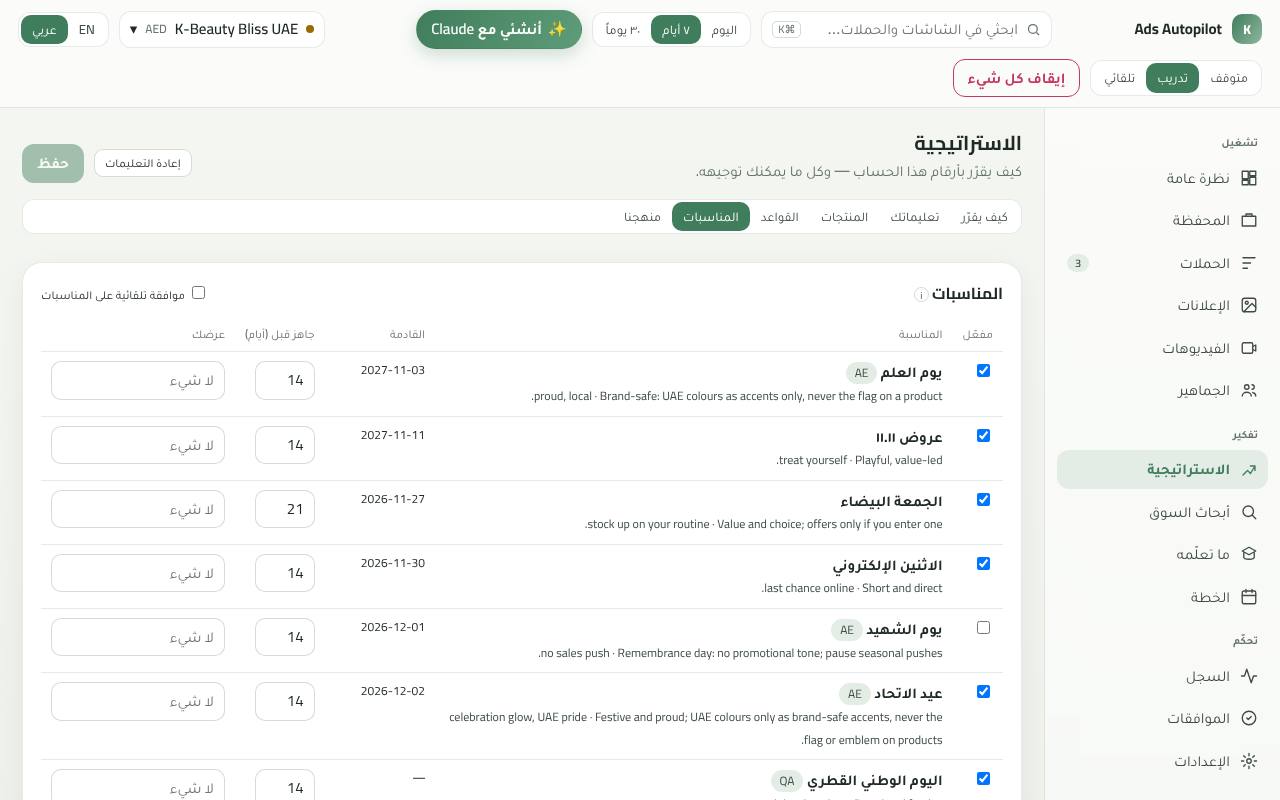 K
Ads Autopilot
ابحثي في الشاشات والحملات... ⌘K
اليوم ٧ أيام ٣٠ يوماً
✨ أنشئي مع Claude
K-Beauty Bliss UAE AED ▾
EN عربي
متوقف تدريب تلقائي
إيقاف كل شيء
تشغيل
نظرة عامة
المحفظة
الحملات 3
الإعلانات
الفيديوهات
الجماهير
تفكير
الاستراتيجية
أبحاث السوق
ما تعلّمه
الخطة
تحكّم
السجل
الموافقات
الإعدادات
الاستراتيجية
كيف يقرّر بأرقام هذا الحساب — وكل ما يمكنك توجيهه.
إعادة التعليمات حفظ
كيف يقرّر تعليماتك المنتجات القواعد المناسبات منهجنا
المناسبات i
موافقة تلقائية على المناسبات
مفعّل المناسبة القادمة جاهز قبل (أيام) عرضك
يوم العلم AE 2027-11-03 14 لا شيء
proud, local · Brand-safe: UAE colours as accents only, never the flag on a product.
عروض ١١.١١ 2027-11-11 14 لا شيء
treat yourself · Playful, value-led.
الجمعة البيضاء 2026-11-27 21 لا شيء
stock up on your routine · Value and choice; offers only if you enter one.
الاثنين الإلكتروني 2026-11-30 14 لا شيء
last chance online · Short and direct.
يوم الشهيد AE 2026-12-01 14 لا شيء
no sales push · Remembrance day: no promotional tone; pause seasonal pushes.
عيد الاتحاد AE 2026-12-02 14 لا شيء
celebration glow, UAE pride · Festive and proud; UAE colours only as brand-safe accents, never the
flag or emblem on products.
اليوم الوطني القطري QA — 14 لا شيء